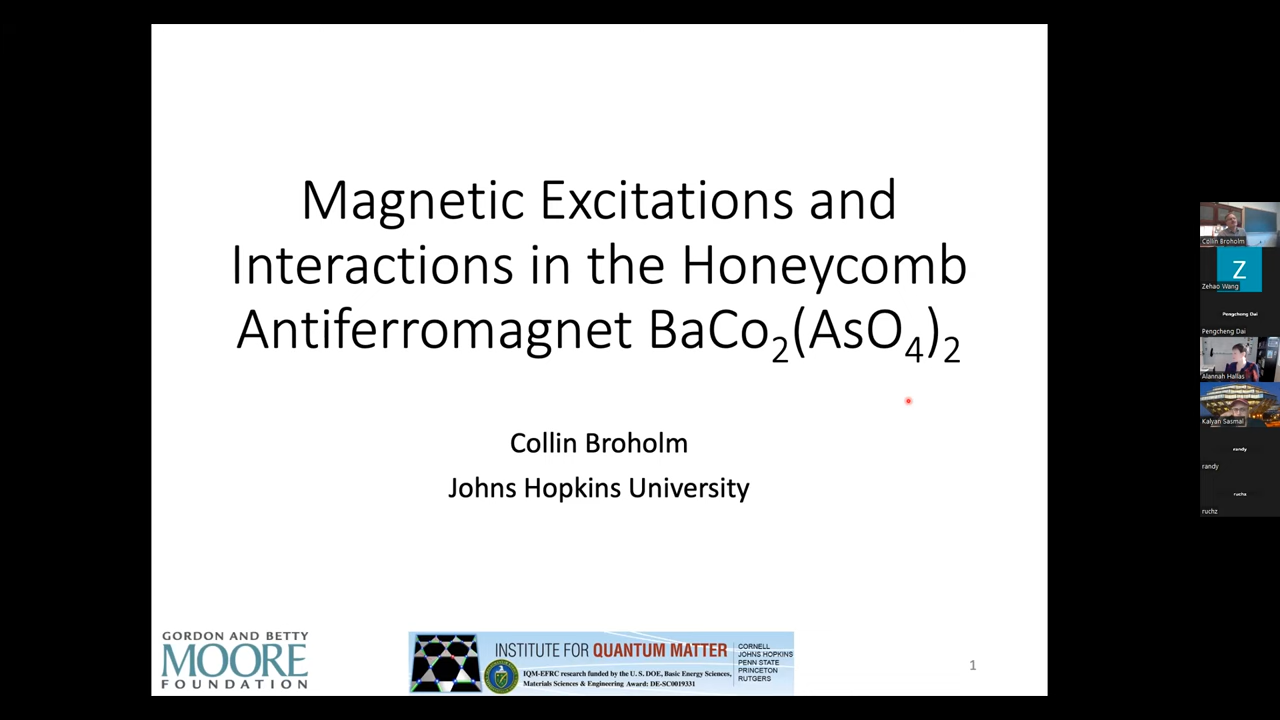 Magnetic Excitations and
Interactions in the Honeycomb
Antiferromagnet BaCo2(AsO4)2
Collin Broholm
Johns Hopkins University
GORDON AND BETTY
MOORE
FOUNDATION
INSTITUTE FOR QUANTUM MATTER
IQM-EFRC research funded by the U. S. DOE, Basic Energy Sciences,
Materials Sciences & Engineering Award: DE-SC0019331
CORNELL
JOHNS HOPKINS
PENN STATE
PRINCETON
RUTGERS
1
Collin Broholm
Z
Zehao Wang
Pengcheng Dai
Pengcheng Dai
Alannah Hallas
Kalyan Sasmal
randy
randy
ruchz
ruchz